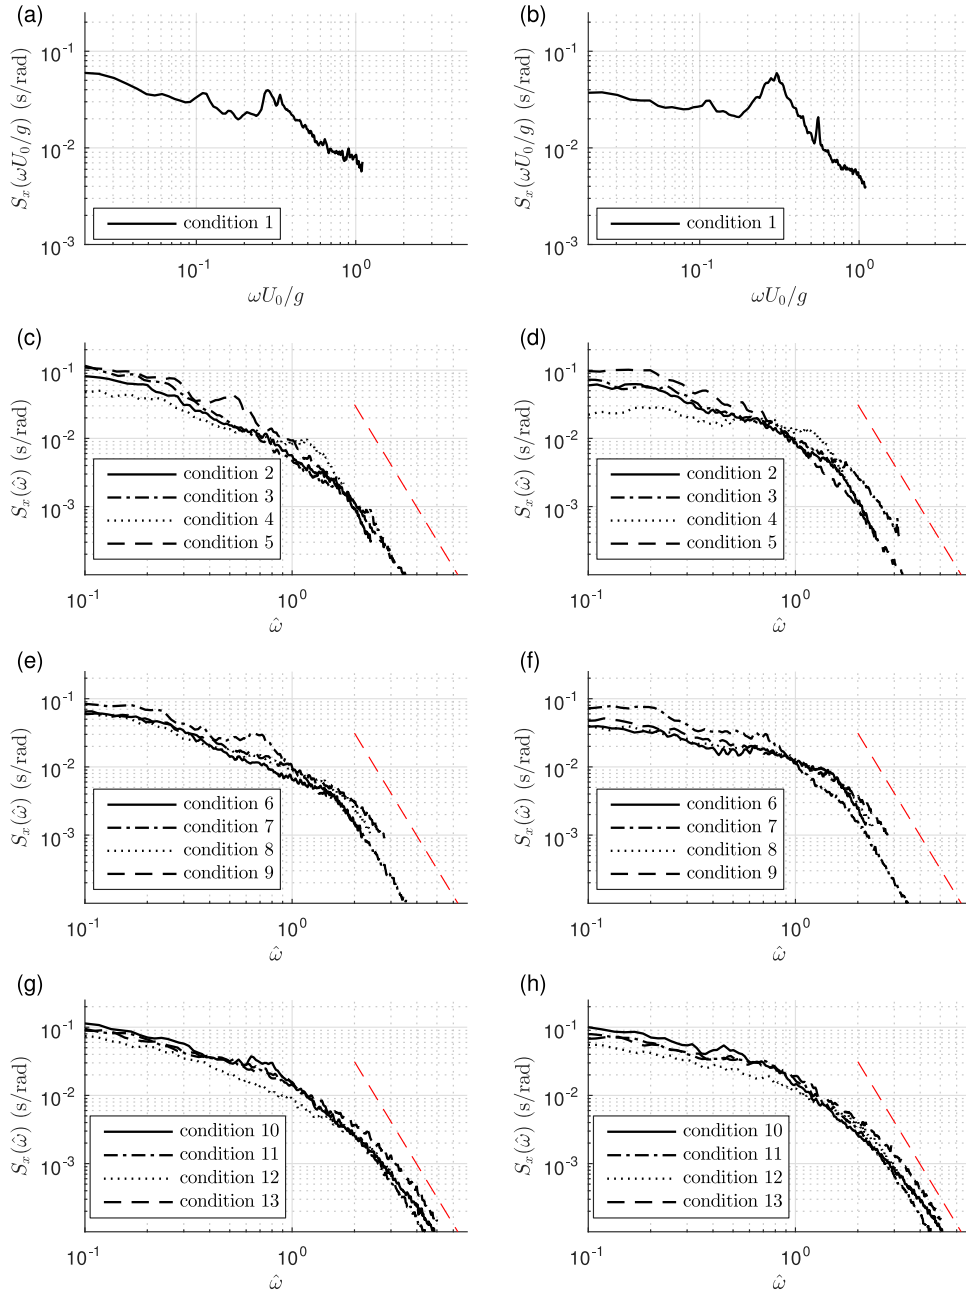 (a)
(b)
S_x(ωU_0/g) (s/rad)
10^-1
10^-2
10^-3
condition 1
10^-1
10^0
ωU_0/g
S_x(ωU_0/g) (s/rad)
10^-1
10^-2
10^-3
condition 1
10^-1
10^0
ωU_0/g
(c)
(d)
S_x(ω̂) (s/rad)
10^-1
10^-2
10^-3
condition 2
condition 3
condition 4
condition 5
10^-1
10^0
ω̂
S_x(ω̂) (s/rad)
10^-1
10^-2
10^-3
condition 2
condition 3
condition 4
condition 5
10^-1
10^0
ω̂
(e)
(f)
S_x(ω̂) (s/rad)
10^-1
10^-2
10^-3
condition 6
condition 7
condition 8
condition 9
10^-1
10^0
ω̂
S_x(ω̂) (s/rad)
10^-1
10^-2
10^-3
condition 6
condition 7
condition 8
condition 9
10^-1
10^0
ω̂
(g)
(h)
S_x(ω̂) (s/rad)
10^-1
10^-2
10^-3
condition 10
condition 11
condition 12
condition 13
10^-1
10^0
ω̂
S_x(ω̂) (s/rad)
10^-1
10^-2
10^-3
condition 10
condition 11
condition 12
condition 13
10^-1
10^0
ω̂